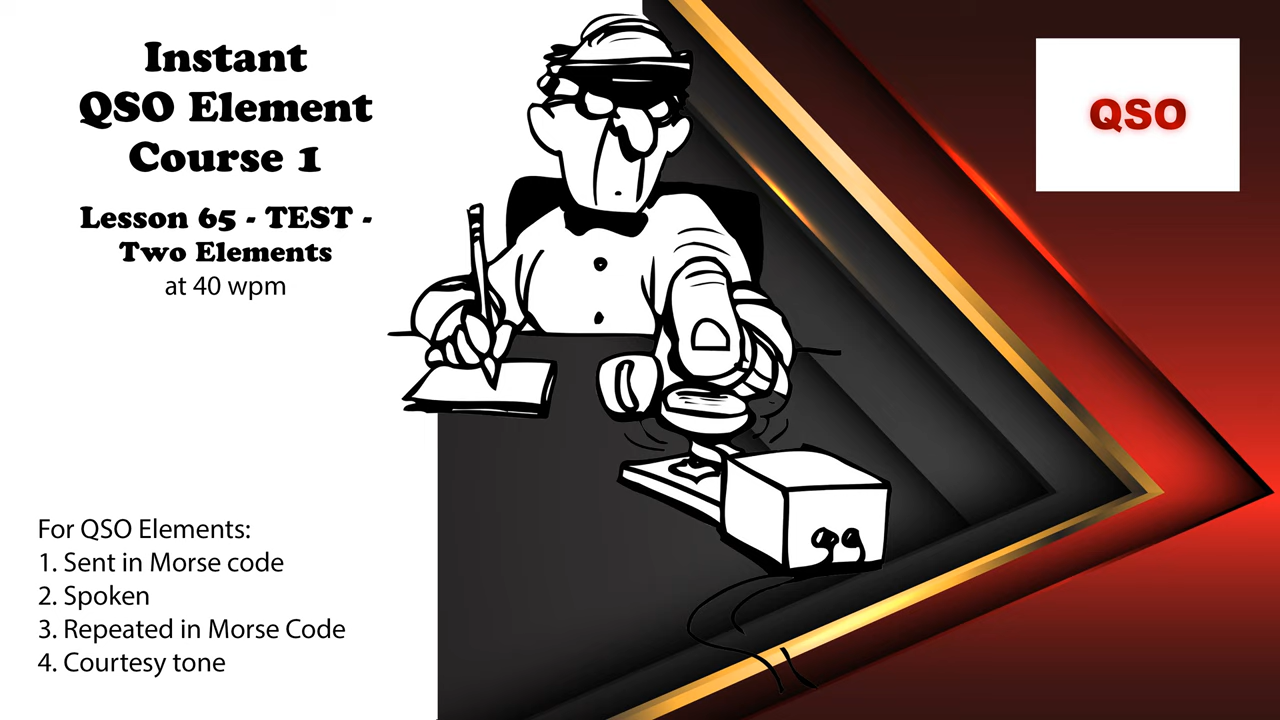 Instant
QSO Element
Course 1
Lesson 65 - TEST -
Two Elements
at 40 wpm
QSO
For QSO Elements:
1. Sent in Morse code
2. Spoken
3. Repeated in Morse Code
4. Courtesy tone